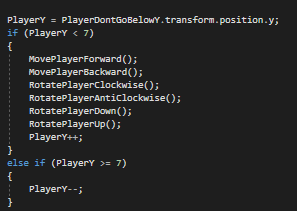 PlayerY = PlayerDontGoBelowY.transform.position.y;
if (PlayerY < 7)
{
MovePlayerForward();
MovePlayerBackward();
RotatePlayerClockwise();
RotatePlayerAntiClockwise();
RotatePlayerDown();
RotatePlayerUp();
PlayerY++;
}
else if (PlayerY >= 7)
{
PlayerY--;
}